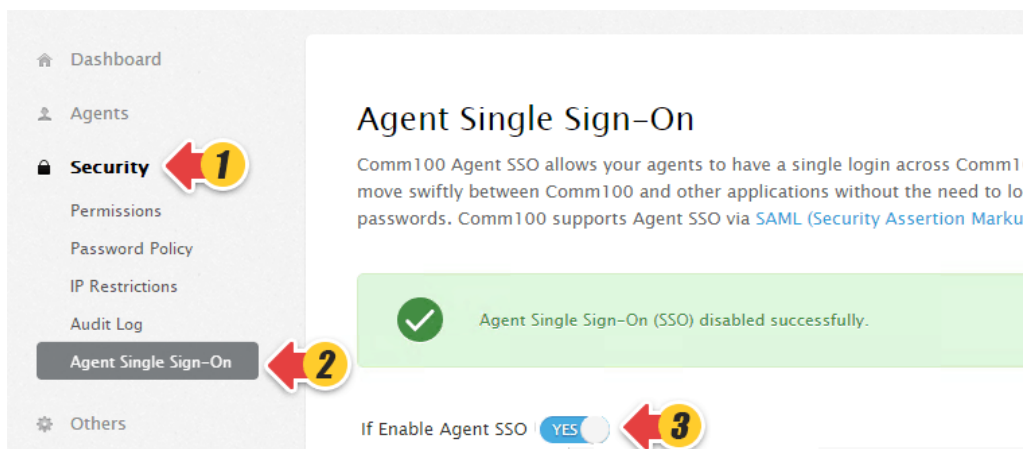 Dashboard
Agents
Security
1
Permissions
Password Policy
IP Restrictions
Audit Log
Agent Single Sign-On
2
Others
Agent Single Sign-On
Comm100 Agent SSO allows your agents to have a single login across Comm1
move swiftly between Comm100 and other applications without the need to lo
passwords. Comm100 supports Agent SSO via SAML (Security Assertion Marku
Agent Single Sign-On (SSO) disabled successfully.
If Enable Agent SSO YES
3